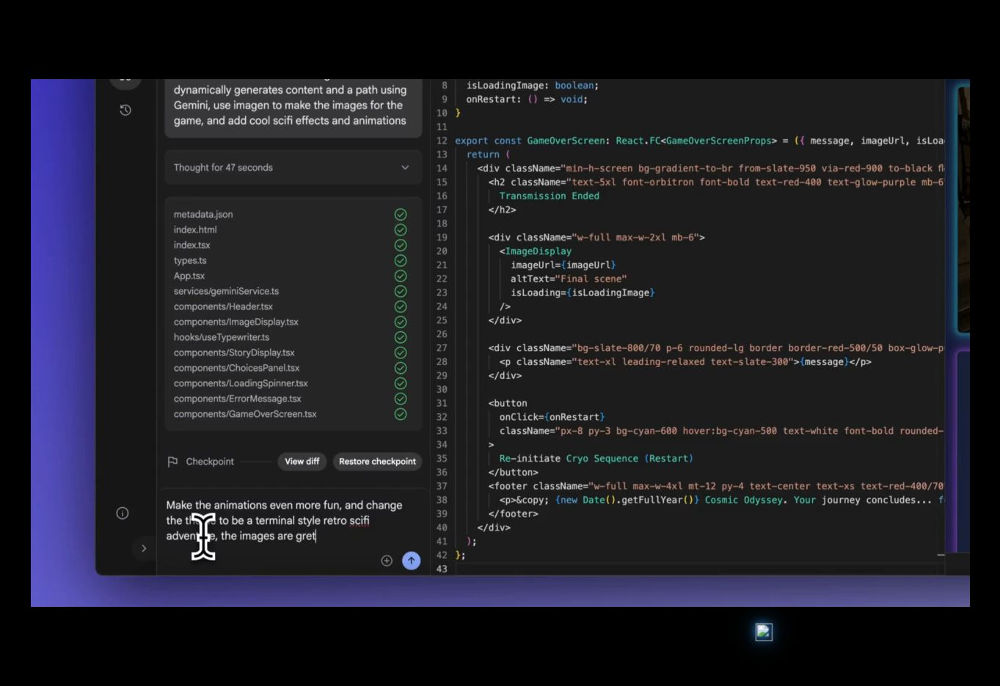 dynamically generates content and a path using
Gemini, use imagen to make the images for the
game, and add cool scifi effects and animations
Thought for 47 seconds
metadata.json
index.html
index.tsx
types.ts
App.tsx
services/geminiService.ts
components/Header.tsx
components/ImageDisplay.tsx
hooks/useTypewriter.ts
components/StoryDisplay.tsx
components/ChoicesPanel.tsx
components/LoadingSpinner.tsx
components/ErrorMessage.tsx
components/GameOverScreen.tsx
Checkpoint View diff Restore checkpoint
Make the animations even more fun, and change
the to be a terminal style retro scifi
the images are gret
8 isLoadingImage: boolean;
9 onRestart: () => void;
10 }
11
12 export const GameOverScreen: React.FC<GameOverScreenProps> = ({ message, imageUrl, isLoa
13 return (
14 <div className="min-h-screen bg-gradient-to-br from-slate-950 via-red-900 to-black fl
15 <h2 className="text-5xl font-orbitron font-bold text-red-400 text-glow-purple mb-6
16 Transmission Ended
17 </h2>
18
19 <div className="w-full max-w-2xl mb-6">
20 <ImageDisplay
21 imageUrl={imageUrl}
22 altText="Final scene"
23 isLoading={isLoadingImage}
24 />
25 </div>
26
27 <div className="bg-slate-800/70 p-6 rounded-lg border border-red-500/50 box-glow-p
28 <p className="text-xl leading-relaxed text-slate-300">{message}</p>
29 </div>
30
31 <button
32 onClick={onRestart}
33 className="px-8 py-3 bg-cyan-600 hover:bg-cyan-500 text-white font-bold rounded-
34 >
35 Re-initiate Cryo Sequence (Restart)
36 </button>
37 <footer className="w-full max-w-4xl mt-12 py-4 text-center text-xs text-red-400/70
38 <p>&copy; {new Date().getFullYear()} Cosmic Odyssey. Your journey concludes... f
39 </footer>
40 </div>
41 );
42 };
43